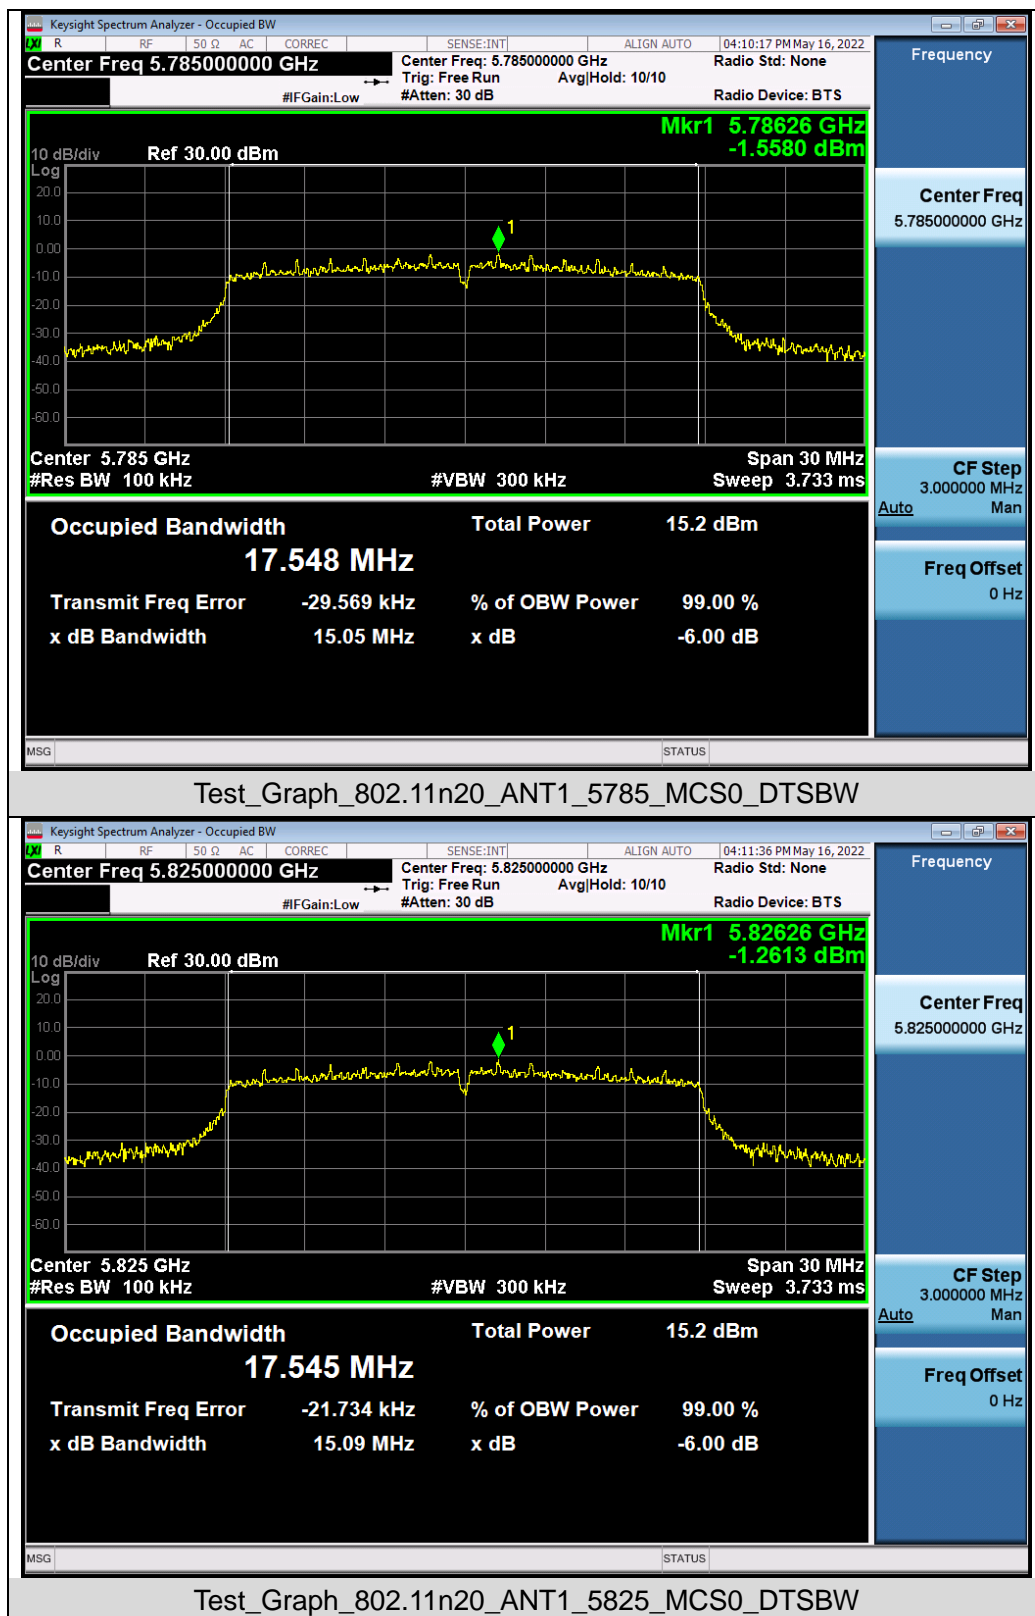 Keysight Spectrum Analyzer - Occupied BW
LXI R RF 50 Ω AC CORREC SENSE:INT ALIGN AUTO 04:10:17 PM May 16, 2022
Center Freq 5.785000000 GHz
Center Freq: 5.785000000 GHz Radio Std: None
Trig: Free Run Avg|Hold: 10/10
#IFGain:Low #Atten: 30 dB Radio Device: BTS
Frequency
Mkr1 5.78626 GHz
-1.5580 dBm
10 dB/div Ref 30.00 dBm
Log
20.0
10.0
0.00
-10.0
-20.0
-30.0
-40.0
-50.0
-60.0
1
Center 5.785 GHz Span 30 MHz
#Res BW 100 kHz #VBW 300 kHz Sweep 3.733 ms
Center Freq
5.785000000 GHz
CF Step
3.000000 MHz
Auto Man
Freq Offset
0 Hz
Occupied Bandwidth Total Power 15.2 dBm
17.548 MHz
Transmit Freq Error -29.569 kHz % of OBW Power 99.00 %
x dB Bandwidth 15.05 MHz x dB -6.00 dB
MSG STATUS
Test_Graph_802.11n20_ANT1_5785_MCS0_DTSBW
Keysight Spectrum Analyzer - Occupied BW
LXI R RF 50 Ω AC CORREC SENSE:INT ALIGN AUTO 04:11:36 PM May 16, 2022
Center Freq 5.825000000 GHz
Center Freq: 5.825000000 GHz Radio Std: None
Trig: Free Run Avg|Hold: 10/10
#IFGain:Low #Atten: 30 dB Radio Device: BTS
Frequency
Mkr1 5.82626 GHz
-1.2613 dBm
10 dB/div Ref 30.00 dBm
Log
20.0
10.0
0.00
-10.0
-20.0
-30.0
-40.0
-50.0
-60.0
1
Center 5.825 GHz Span 30 MHz
#Res BW 100 kHz #VBW 300 kHz Sweep 3.733 ms
Center Freq
5.825000000 GHz
CF Step
3.000000 MHz
Auto Man
Freq Offset
0 Hz
Occupied Bandwidth Total Power 15.2 dBm
17.545 MHz
Transmit Freq Error -21.734 kHz % of OBW Power 99.00 %
x dB Bandwidth 15.09 MHz x dB -6.00 dB
MSG STATUS
Test_Graph_802.11n20_ANT1_5825_MCS0_DTSBW